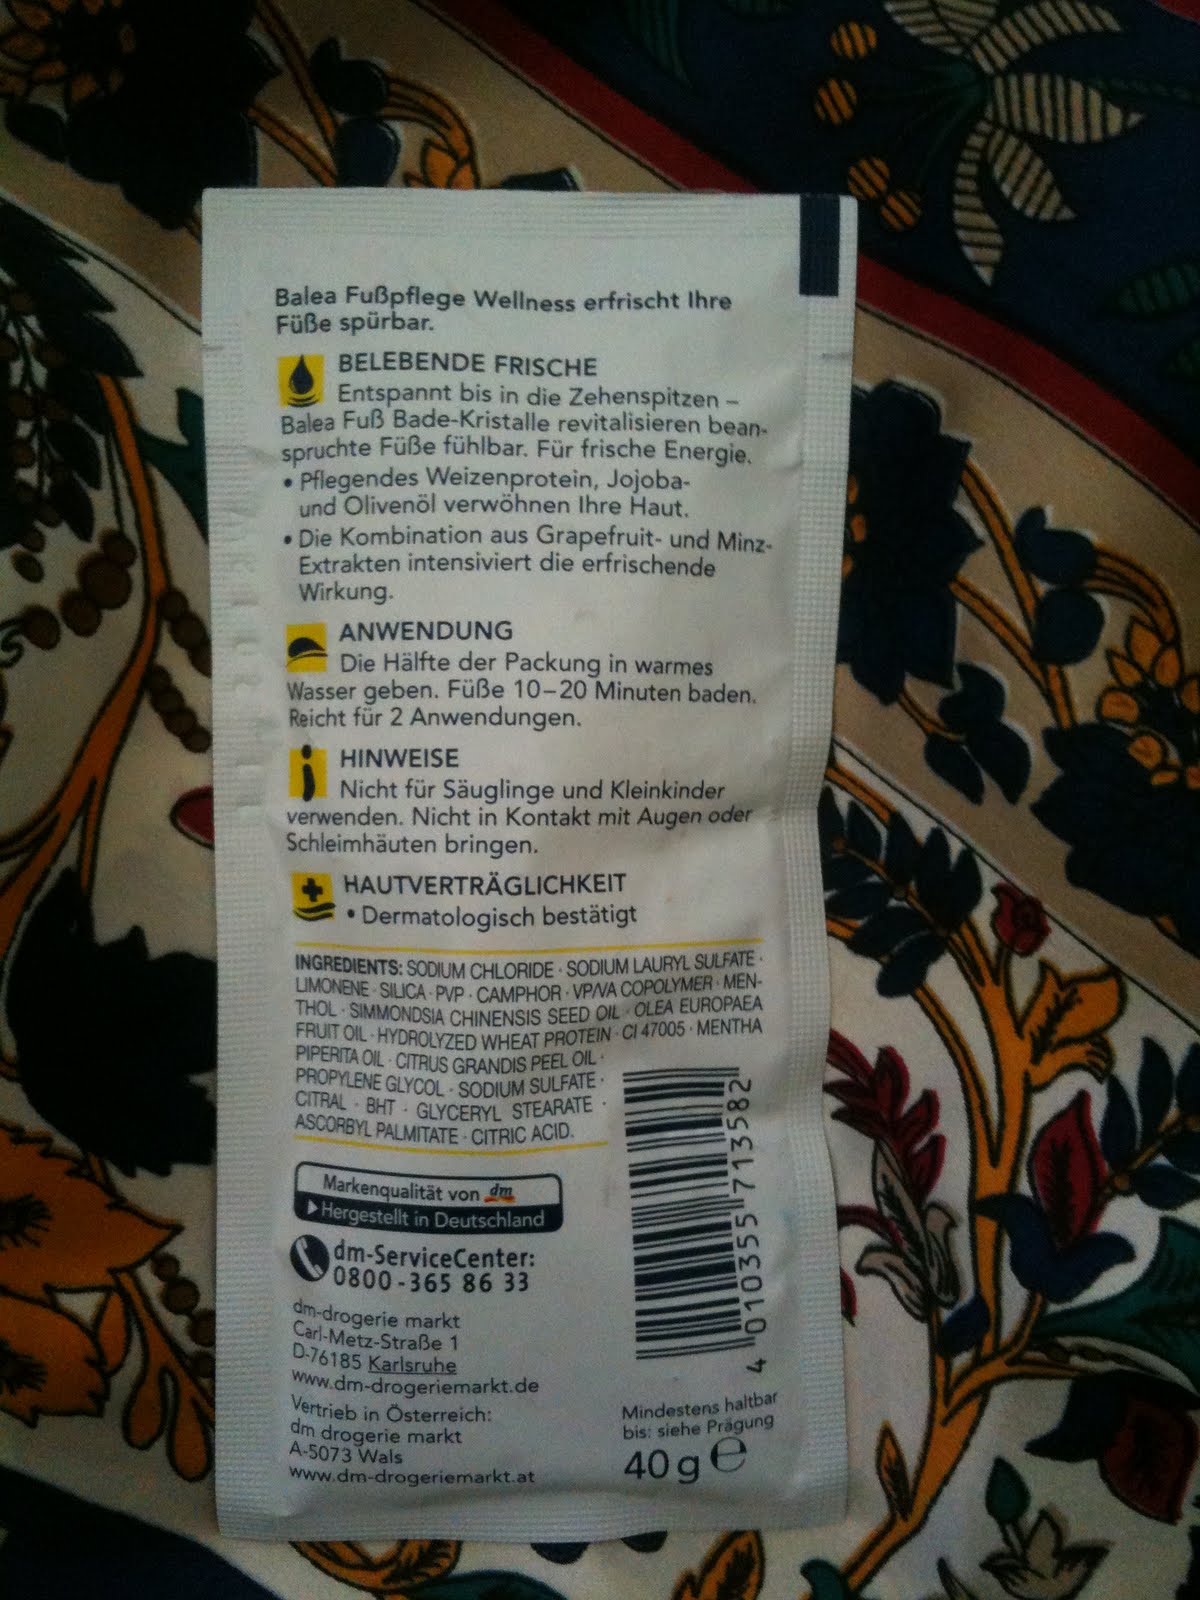 Balea Fußpflege Wellness erfrischt Ihre
Füße spürbar.
BELEBENDE FRISCHE
Entspannt bis in die Zehenspitzen –
Balea Fuß Bade-Kristalle revitalisieren bean-
spruchte Füße fühlbar. Für frische Energie.
• Pflegendes Weizenprotein, Jojoba-
und Olivenöl verwöhnen Ihre Haut.
• Die Kombination aus Grapefruit- und Minz-
Extrakten intensiviert die erfrischende
Wirkung.
ANWENDUNG
Die Hälfte der Packung in warmes
Wasser geben. Füße 10–20 Minuten baden.
Reicht für 2 Anwendungen.
HINWEISE
Nicht für Säuglinge und Kleinkinder
verwenden. Nicht in Kontakt mit Augen oder
Schleimhäuten bringen.
HAUTVERTRÄGLICHKEIT
• Dermatologisch bestätigt
INGREDIENTS: SODIUM CHLORIDE · SODIUM LAURYL SULFATE ·
LIMONENE · SILICA · PVP · CAMPHOR · VP/VA COPOLYMER · MEN-
THOL · SIMMONDSIA CHINENSIS SEED OIL · OLEA EUROPAEA
FRUIT OIL · HYDROLYZED WHEAT PROTEIN · CI 47005 · MENTHA
PIPERITA OIL · CITRUS GRANDIS PEEL OIL ·
PROPYLENE GLYCOL · SODIUM SULFATE ·
CITRAL · BHT · GLYCERYL STEARATE ·
ASCORBYL PALMITATE · CITRIC ACID.
Markenqualität von dm
Hergestellt in Deutschland
dm-ServiceCenter:
0800-365 86 33
dm-drogerie markt
Carl-Metz-Straße 1
D-76185 Karlsruhe
www.dm-drogeriemarkt.de
Vertrieb in Österreich:
dm drogerie markt
A-5073 Wals
www.dm-drogeriemarkt.at
4 010355 713582
Mindestens haltbar
bis: siehe Prägung
40 g ℮